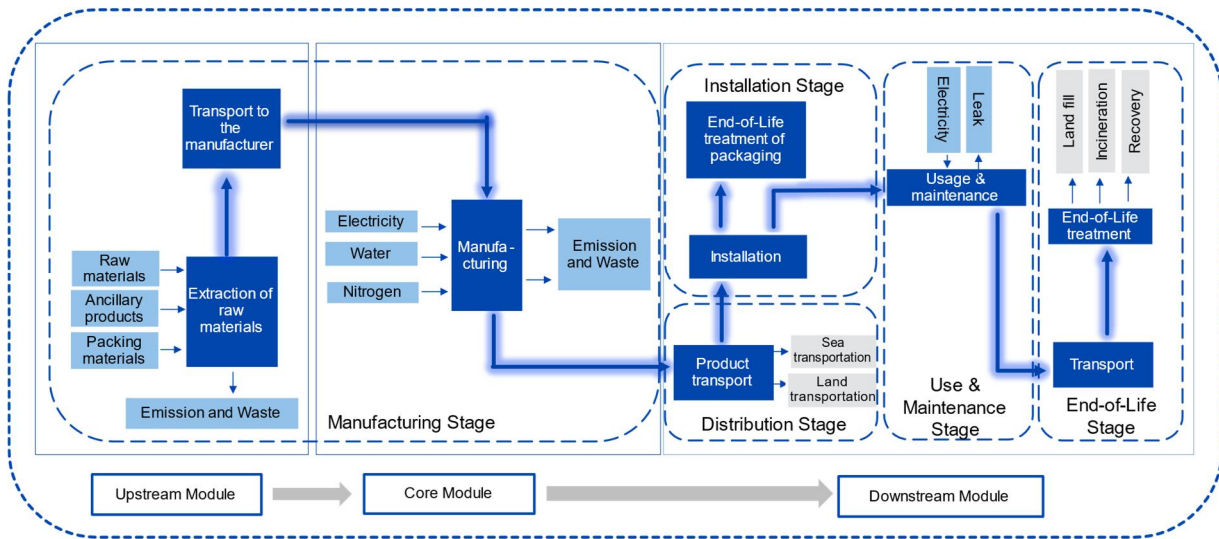 Transport to
the
manufacturer
Raw
materials
Ancillary
products
Packing
materials
Extraction of
raw
materials
Emission and Waste
Electricity
Water
Nitrogen
Manufa-
cturing
Emission
and Waste
Manufacturing Stage
Installation Stage
End-of-Life
treatment of
packaging
Installation
Product
transport
Sea
transportation
Land
transportation
Distribution Stage
Electricity
Leak
Usage &
maintenance
Use &
Maintenance
Stage
Land fill
Incineration
Recovery
End-of-Life
treatment
Transport
End-of-Life
Stage
Upstream Module
Core Module
Downstream Module